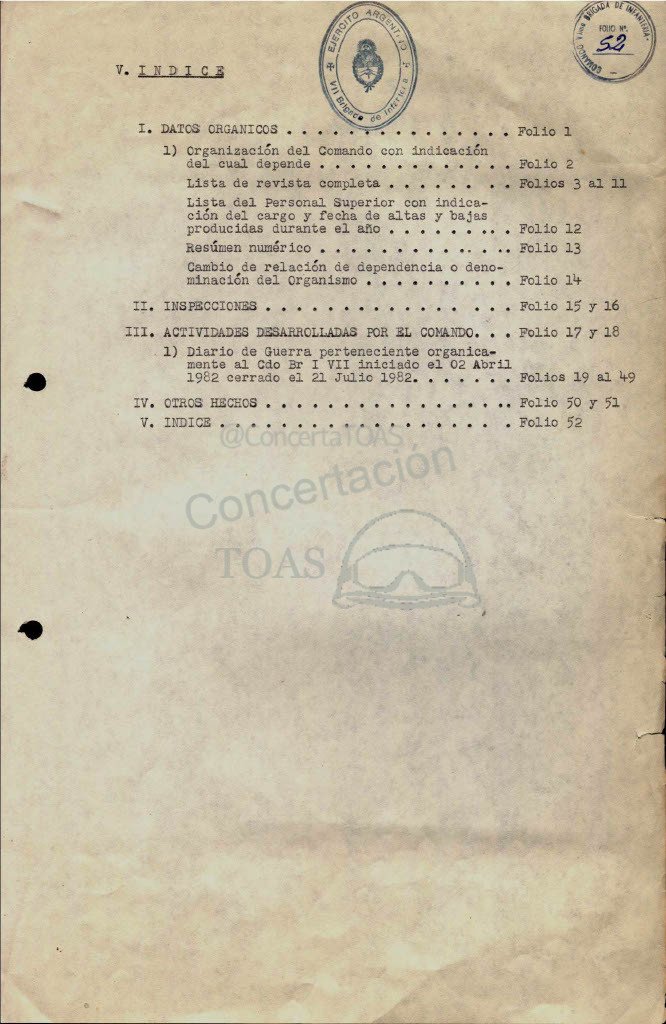 EJERCITO ARGENTINO
VII Brigada de Infantería
COMANDO VIIma BRIGADA DE INFANTERIA
FOLIO Nº.
52
V. I N D I C E
I. DATOS ORGANICOS . . . . . . . . . . . . . . . . Folio 1
1) Organización del Comando con indicación
del cual depende . . . . . . . . . . . . . Folio 2
Lista de revista completa . . . . . . . . Folios 3 al 11
Lista del Personal Superior con indica-
ción del cargo y fecha de altas y bajas
producidas durante el año . . . . . . . . . Folio 12
Resúmen numérico . . . . . . . . . . . . . . Folio 13
Cambio de relación de dependencia o deno-
minación del Organismo . . . . . . . . . . Folio 14
II. INSPECCIONES . . . . . . . . . . . . . . . . Folio 15 y 16
III. ACTIVIDADES DESARROLLADAS POR EL COMANDO. . . Folio 17 y 18
1) Diario de Guerra perteneciente organica-
mente al Cdo Br I VII iniciado el 02 Abril
1982 cerrado el 21 Julio 1982. . . . . . . Folios 19 al 49
IV. OTROS HECHOS . . . . . . . . . . . . . . . . . Folio 50 y 51
V. INDICE . . . . . . . . . . . . . . . . . . . . Folio 52
@ConcertaTOAS
Concertación
TOAS